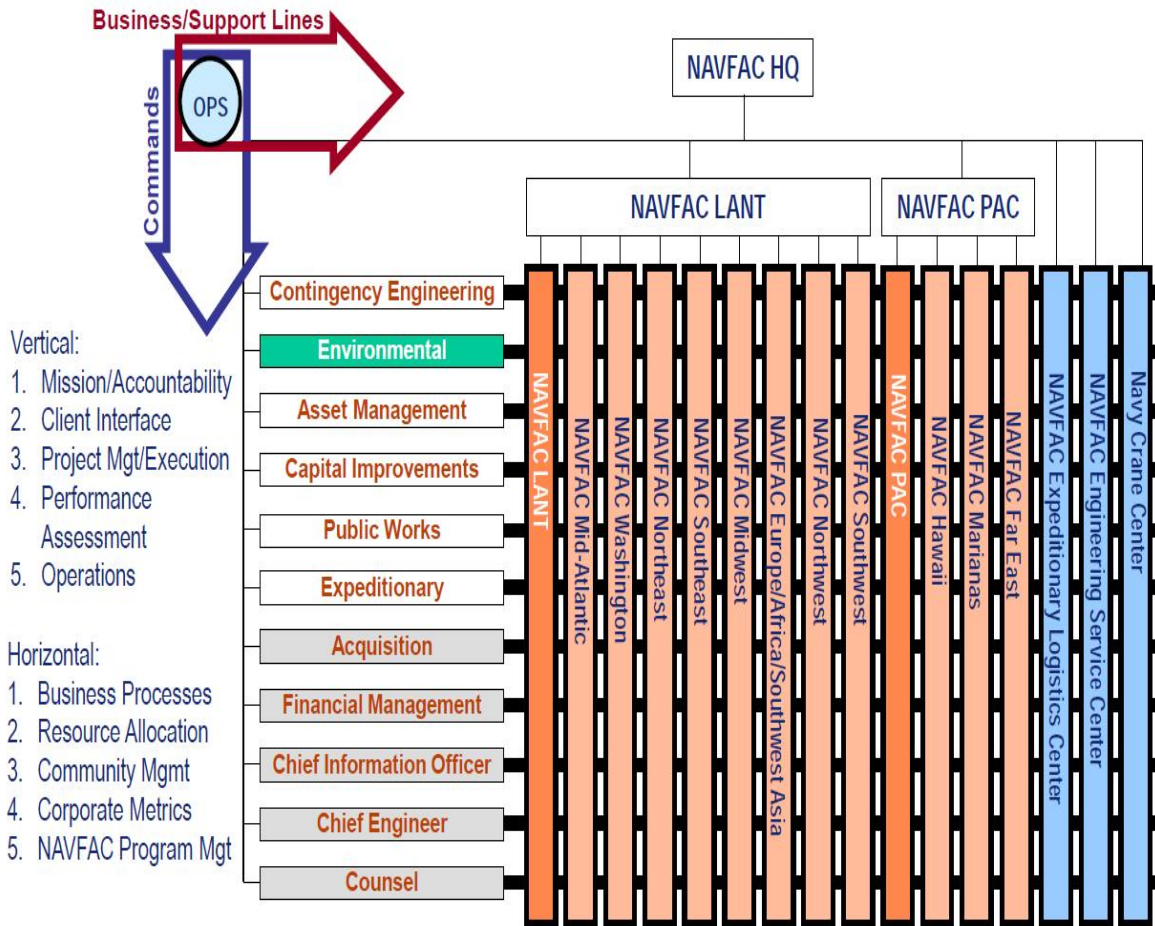 Business/Support Lines
Commands
OPS
NAVFAC HQ
NAVFAC LANT
NAVFAC PAC
Contingency Engineering
Environmental
Asset Management
Capital Improvements
Public Works
Expeditionary
Acquisition
Financial Management
Chief Information Officer
Chief Engineer
Counsel
Vertical:
1. Mission/Accountability
2. Client Interface
3. Project Mgt/Execution
4. Performance
Assessment
5. Operations
Horizontal:
1. Business Processes
2. Resource Allocation
3. Community Mgmt
4. Corporate Metrics
5. NAVFAC Program Mgt
NAVFAC LANT
NAVFAC Mid-Atlantic
NAVFAC Washington
NAVFAC Northeast
NAVFAC Southeast
NAVFAC Midwest
NAVFAC Europe/Africa/Southwest Asia
NAVFAC Northwest
NAVFAC Southwest
NAVFAC PAC
NAVFAC Hawaii
NAVFAC Marianas
NAVFAC Far East
NAVFAC Expeditionary Logistics Center
NAVFAC Engineering Service Center
Navy Crane Center